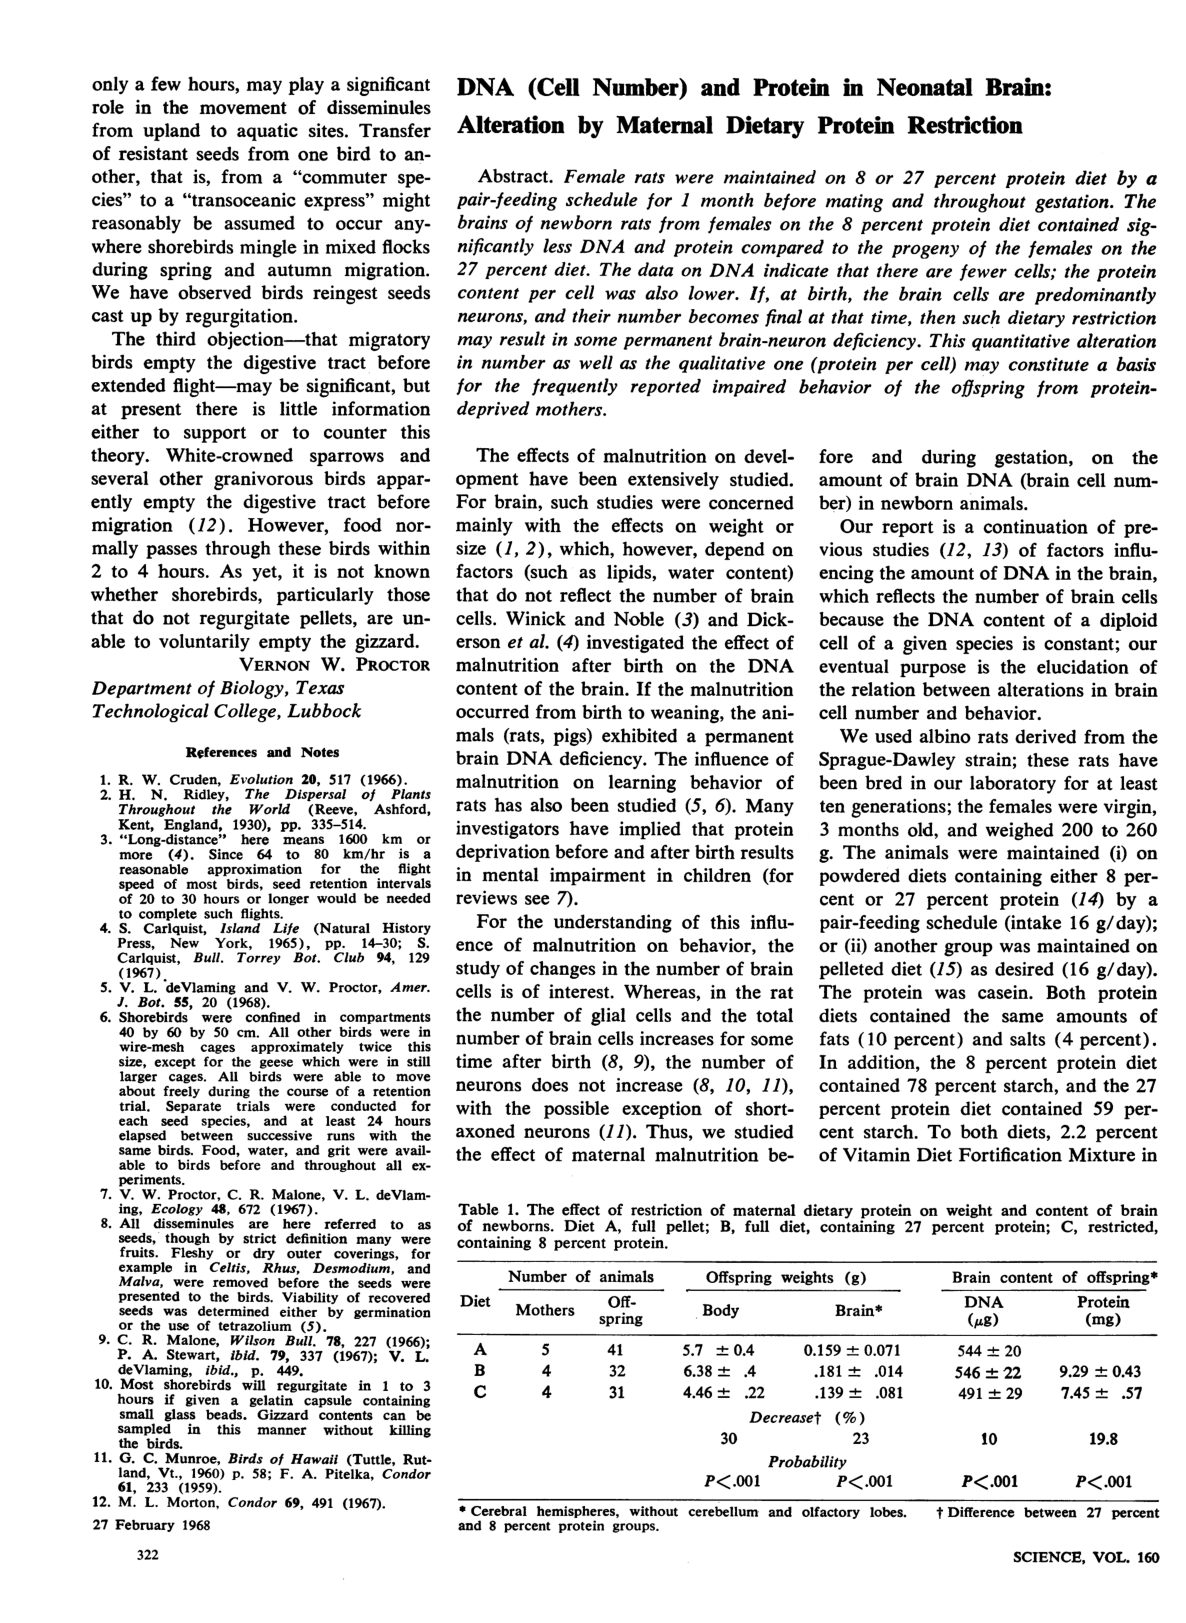 only a few hours, may play a significant
role in the movement of disseminules
from upland to aquatic sites. Transfer
of resistant seeds from one bird to an-
other, that is, from a “commuter spe-
cies” to a “transoceanic express” might
reasonably be assumed to occur any-
where shorebirds mingle in mixed flocks
during spring and autumn migration.
We have observed birds reingest seeds
cast up by regurgitation.
The third objection—that migratory
birds empty the digestive tract before
extended flight—may be significant, but
at present there is little information
either to support or to counter this
theory. White-crowned sparrows and
several other granivorous birds appar-
ently empty the digestive tract before
migration (12). However, food nor-
mally passes through these birds within
2 to 4 hours. As yet, it is not known
whether shorebirds, particularly those
that do not regurgitate pellets, are un-
able to voluntarily empty the gizzard.
VERNON W. PROCTOR
Department of Biology, Texas
Technological College, Lubbock
References and Notes
1. R. W. Cruden, Evolution 20, 517 (1966).
2. H. N. Ridley, The Dispersal of Plants
Throughout the World (Reeve, Ashford,
Kent, England, 1930), pp. 335–514.
3. “Long-distance” here means 1600 km or
more (4). Since 64 to 80 km/hr is a
reasonable approximation for the flight
speed of most birds, seed retention intervals
of 20 to 30 hours or longer would be needed
to complete such flights.
4. S. Carlquist, Island Life (Natural History
Press, New York, 1965), pp. 14–30; S.
Carlquist, Bull. Torrey Bot. Club 94, 129
(1967).
5. V. L. deVlaming and V. W. Proctor, Amer.
J. Bot. 55, 20 (1968).
6. Shorebirds were confined in compartments
40 by 60 by 50 cm. All other birds were in
wire-mesh cages approximately twice this
size, except for the geese which were in still
larger cages. All birds were able to move
about freely during the course of a retention
trial. Separate trials were conducted for
each seed species, and at least 24 hours
elapsed between successive runs with the
same birds. Food, water, and grit were avail-
able to birds before and throughout all ex-
periments.
7. V. W. Proctor, C. R. Malone, V. L. deVlam-
ing, Ecology 48, 672 (1967).
8. All disseminules are here referred to as
seeds, though by strict definition many were
fruits. Fleshy or dry outer coverings, for
example in Celtis, Rhus, Desmodium, and
Malva, were removed before the seeds were
presented to the birds. Viability of recovered
seeds was determined either by germination
or the use of tetrazolium (5).
9. C. R. Malone, Wilson Bull. 78, 227 (1966);
P. A. Stewart, ibid. 79, 337 (1967); V. L.
deVlaming, ibid., p. 449.
10. Most shorebirds will regurgitate in 1 to 3
hours if given a gelatin capsule containing
small glass beads. Gizzard contents can be
sampled in this manner without killing
the birds.
11. G. C. Munroe, Birds of Hawaii (Tuttle, Rut-
land, Vt., 1960) p. 58; F. A. Pitelka, Condor
61, 233 (1959).
12. M. L. Morton, Condor 69, 491 (1967).
27 February 1968
DNA (Cell Number) and Protein in Neonatal Brain:
Alteration by Maternal Dietary Protein Restriction
Abstract. Female rats were maintained on 8 or 27 percent protein diet by a
pair-feeding schedule for 1 month before mating and throughout gestation. The
brains of newborn rats from females on the 8 percent protein diet contained sig-
nificantly less DNA and protein compared to the progeny of the females on the
27 percent diet. The data on DNA indicate that there are fewer cells; the protein
content per cell was also lower. If, at birth, the brain cells are predominantly
neurons, and their number becomes final at that time, then such dietary restriction
may result in some permanent brain-neuron deficiency. This quantitative alteration
in number as well as the qualitative one (protein per cell) may constitute a basis
for the frequently reported impaired behavior of the offspring from protein-
deprived mothers.
The effects of malnutrition on devel-
opment have been extensively studied.
For brain, such studies were concerned
mainly with the effects on weight or
size (1, 2), which, however, depend on
factors (such as lipids, water content)
that do not reflect the number of brain
cells. Winick and Noble (3) and Dick-
erson et al. (4) investigated the effect of
malnutrition after birth on the DNA
content of the brain. If the malnutrition
occurred from birth to weaning, the ani-
mals (rats, pigs) exhibited a permanent
brain DNA deficiency. The influence of
malnutrition on learning behavior of
rats has also been studied (5, 6). Many
investigators have implied that protein
deprivation before and after birth results
in mental impairment in children (for
reviews see 7).
For the understanding of this influ-
ence of malnutrition on behavior, the
study of changes in the number of brain
cells is of interest. Whereas, in the rat
the number of glial cells and the total
number of brain cells increases for some
time after birth (8, 9), the number of
neurons does not increase (8, 10, 11),
with the possible exception of short-
axoned neurons (11). Thus, we studied
the effect of maternal malnutrition be-
fore and during gestation, on the
amount of brain DNA (brain cell num-
ber) in newborn animals.
Our report is a continuation of pre-
vious studies (12, 13) of factors influ-
encing the amount of DNA in the brain,
which reflects the number of brain cells
because the DNA content of a diploid
cell of a given species is constant; our
eventual purpose is the elucidation of
the relation between alterations in brain
cell number and behavior.
We used albino rats derived from the
Sprague-Dawley strain; these rats have
been bred in our laboratory for at least
ten generations; the females were virgin,
3 months old, and weighed 200 to 260
g. The animals were maintained (i) on
powdered diets containing either 8 per-
cent or 27 percent protein (14) by a
pair-feeding schedule (intake 16 g/day);
or (ii) another group was maintained on
pelleted diet (15) as desired (16 g/day).
The protein was casein. Both protein
diets contained the same amounts of
fats (10 percent) and salts (4 percent).
In addition, the 8 percent protein diet
contained 78 percent starch, and the 27
percent protein diet contained 59 per-
cent starch. To both diets, 2.2 percent
of Vitamin Diet Fortification Mixture in
Table 1. The effect of restriction of maternal dietary protein on weight and content of brain
of newborns. Diet A, full pellet; B, full diet, containing 27 percent protein; C, restricted,
containing 8 percent protein.
Diet Number of animals Offspring weights (g) Brain content of offspring*
Mothers Off-spring Body Brain* DNA (μg) Protein (mg)
A 5 41 5.7 ± 0.4 0.159 ± 0.071 544 ± 20
B 4 32 6.38 ± .4 .181 ± .014 546 ± 22 9.29 ± 0.43
C 4 31 4.46 ± .22 .139 ± .081 491 ± 29 7.45 ± .57
Decrease† (%)
30 23 10 19.8
Probability
P<.001 P<.001 P<.001 P<.001
* Cerebral hemispheres, without cerebellum and olfactory lobes. † Difference between 27 percent
and 8 percent protein groups.
322
SCIENCE, VOL. 160